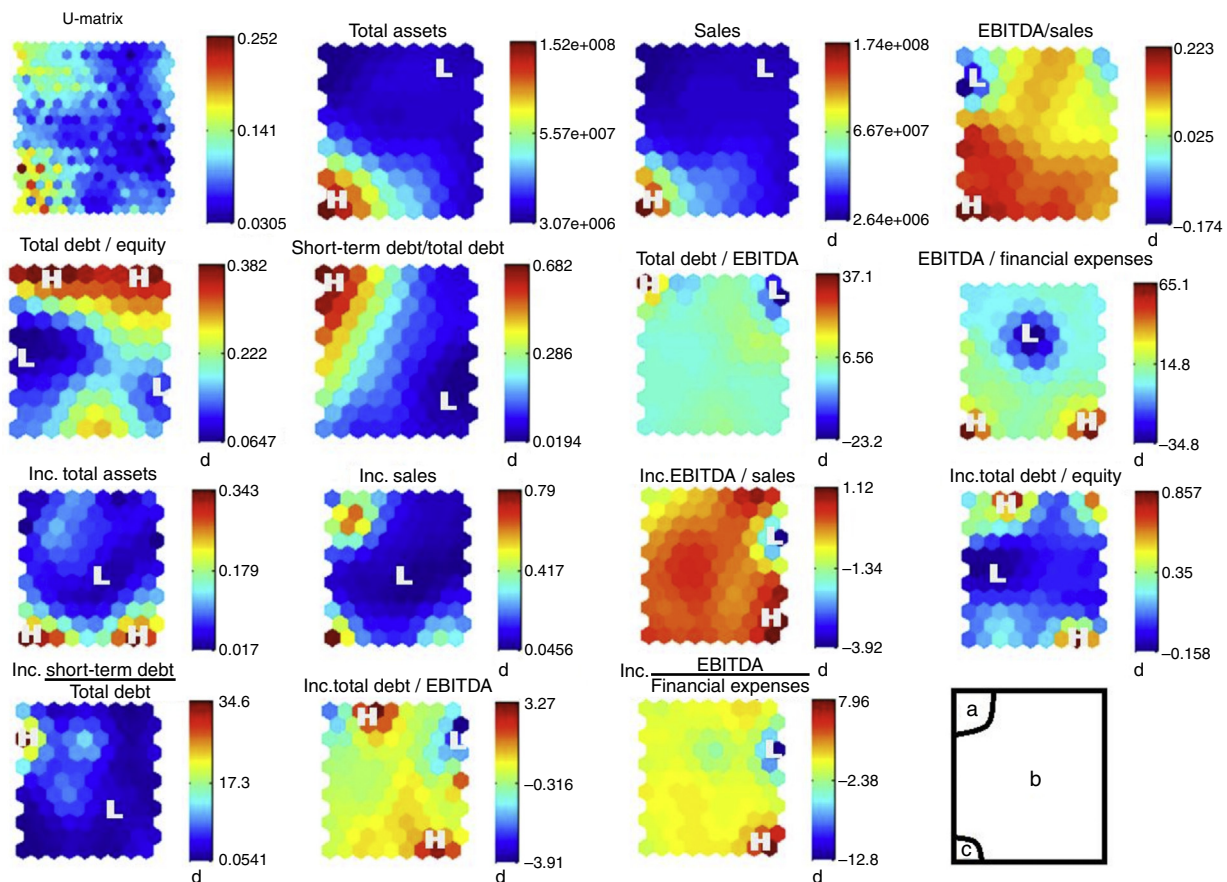 U-matrix
0.252
0.141
0.0305
Total assets
L
H
1.52e+008
5.57e+007
3.07e+006
Sales
L
H
1.74e+008
6.67e+007
2.64e+006
d
EBITDA/sales
L
H
0.223
0.025
−0.174
Total debt / equity
H H
L
L
0.382
0.222
0.0647
d
Short-term debt/total debt
H
L
0.682
0.286
0.0194
d
Total debt / EBITDA
H
L
37.1
6.56
−23.2
d
EBITDA / financial expenses
L
H H
65.1
14.8
−34.8
d
Inc. total assets
L
H H
0.343
0.179
0.017
Inc. sales
L
0.79
0.417
0.0456
d
Inc.EBITDA / sales
L
H
1.12
−1.34
−3.92
d
Inc.total debt / equity
H
L
H
0.857
0.35
−0.158
d
Inc. short-term debt
Total debt
H
L
34.6
17.3
0.0541
d
Inc.total debt / EBITDA
H
L
H
3.27
−0.316
−3.91
d
Inc. EBITDA
Financial expenses
L
H
7.96
−2.38
−12.8
d
a
b
c